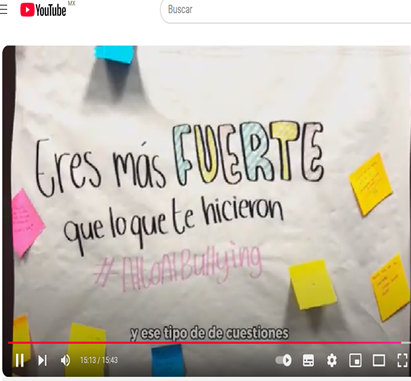 YouTube MX
Buscar
Eres más FUERTE
que lo que te hicieron
#AltoAlBullying
y ese tipo de de cuestiones
15:13 / 15:43